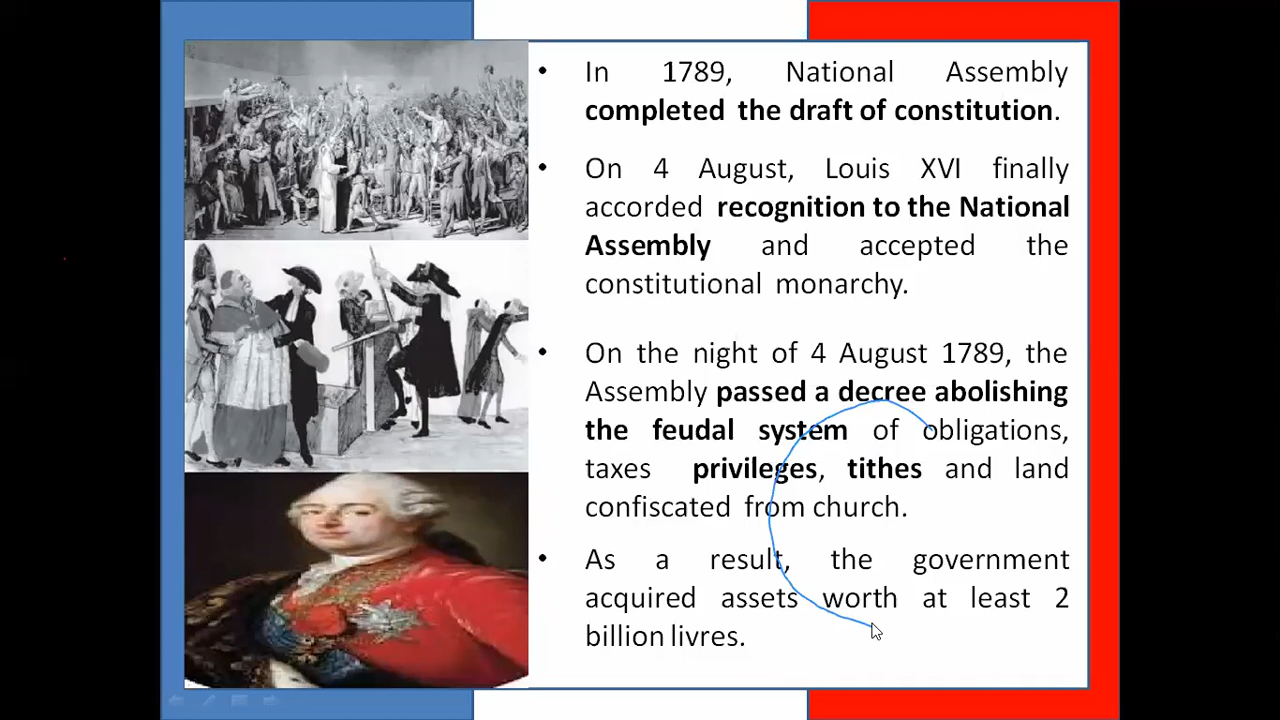 • In 1789, National Assembly
completed the draft of constitution.
• On 4 August, Louis XVI finally
accorded recognition to the National
Assembly and accepted the
constitutional monarchy.
• On the night of 4 August 1789, the
Assembly passed a decree abolishing
the feudal system of obligations,
taxes privileges, tithes and land
confiscated from church.
• As a result, the government
acquired assets worth at least 2
billion livres.